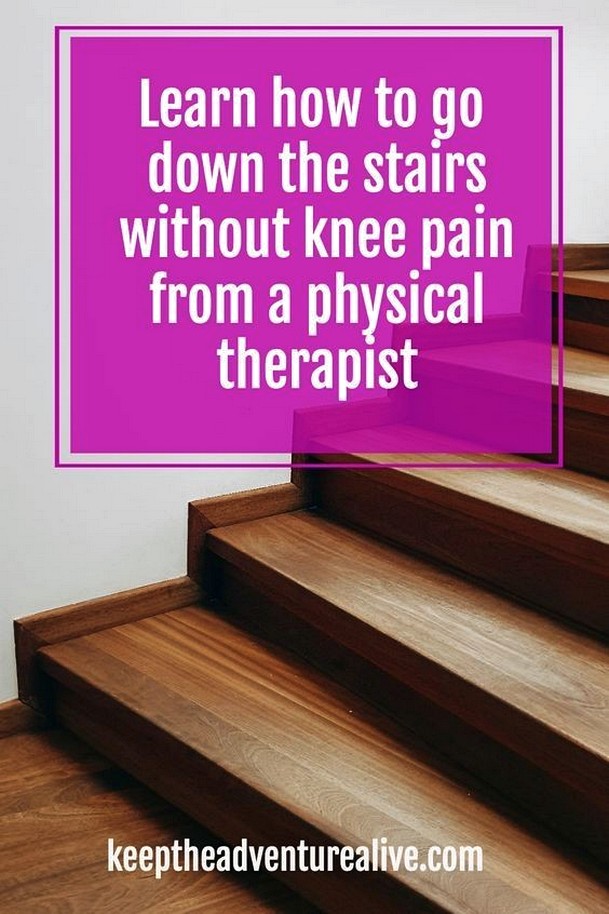 Learn how to go
down the stairs
without knee pain
from a physical
therapist
keeptheadventurealive.com